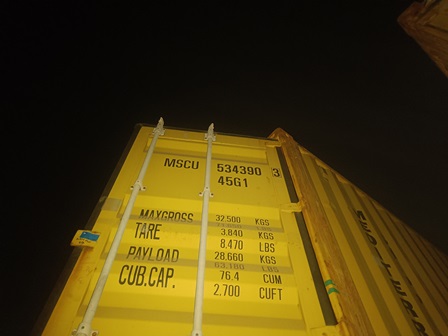 MSCU 534390 3
45G1
MAXGROSS 32.500 KGS
TARE 3.840 KGS
8.470 LBS
PAYLOAD 28.660 KGS
63.180 LBS
CUB.CAP. 76.4 CUM
2.700 CUFT